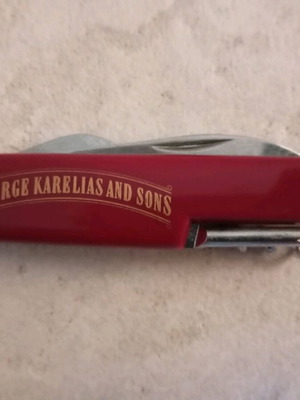 RGE KARELIAS AND SONS